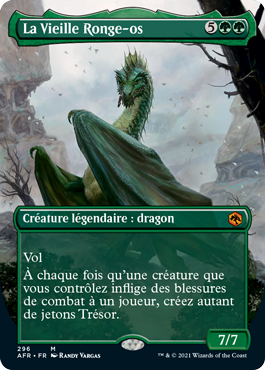 La Vieille Ronge-os 5
Créature légendaire : dragon
Vol
À chaque fois qu'une créature que
vous contrôlez inflige des blessures
de combat à un joueur, créez autant
de jetons Trésor.
7/7
296 M
AFR • FR RANDY VARGAS
™ & © 2021 Wizards of the Coast